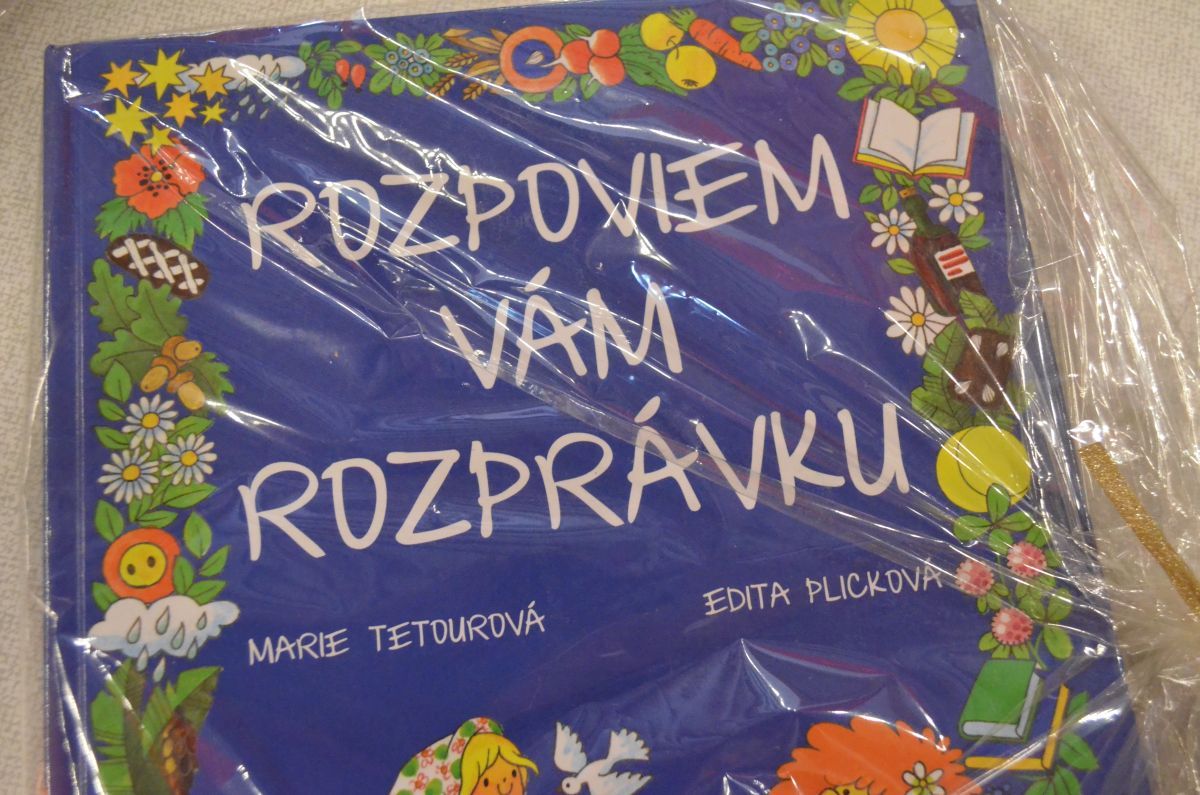 ROZPOVIEM
VÁM
ROZPRÁVKU
MARIE TETOUROVÁ
EDITA PLICKOVÁ